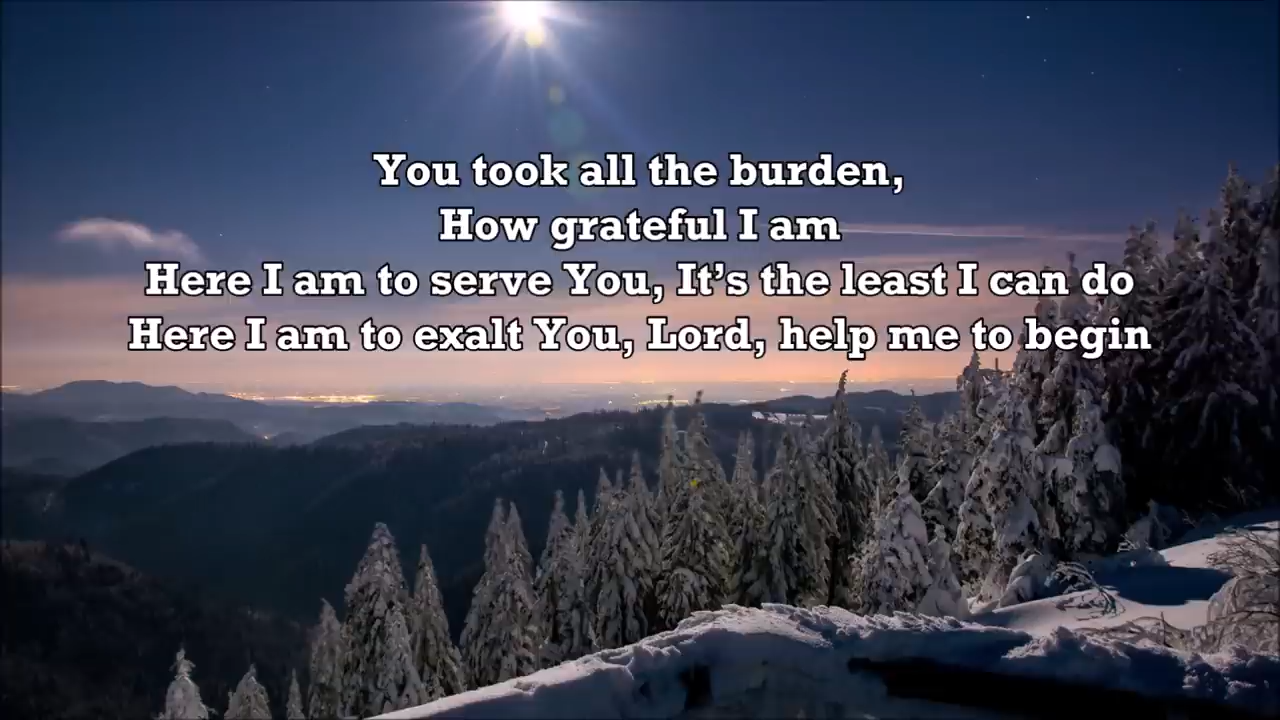 You took all the burden,
How grateful I am
Here I am to serve You, It’s the least I can do
Here I am to exalt You, Lord, help me to begin